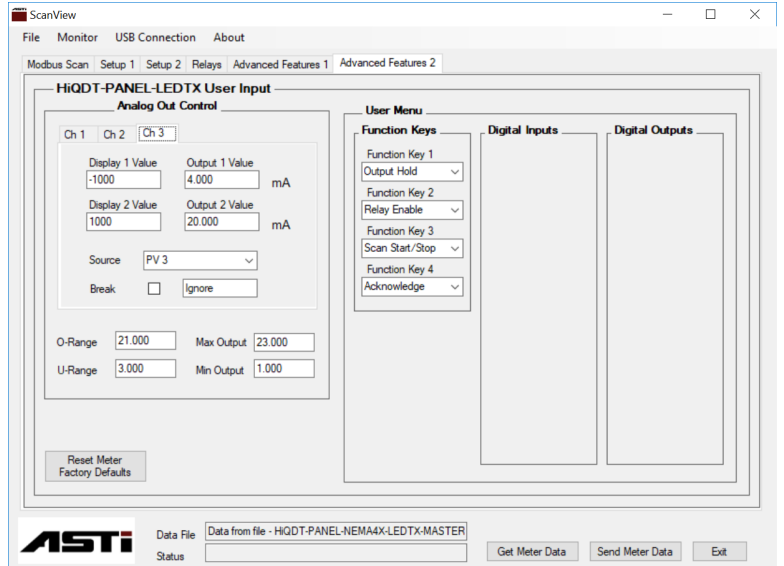 ScanView
File Monitor USB Connection About
Modbus Scan Setup 1 Setup 2 Relays Advanced Features 1 Advanced Features 2
HiQDT-PANEL-LEDTX User Input
Analog Out Control
Ch 1 Ch 2 Ch 3
Display 1 Value Output 1 Value
-1000 4.000 mA
Display 2 Value Output 2 Value
1000 20.000 mA
Source PV 3
Break Ignore
O-Range 21.000 Max Output 23.000
U-Range 3.000 Min Output 1.000
Reset Meter
Factory Defaults
User Menu
Function Keys Digital Inputs Digital Outputs
Function Key 1
Output Hold
Function Key 2
Relay Enable
Function Key 3
Scan Start/Stop
Function Key 4
Acknowledge
ASTi
Data File Data from file - HiQDT-PANEL-NEMA4X-LEDTX-MASTER
Status
Get Meter Data Send Meter Data Exit